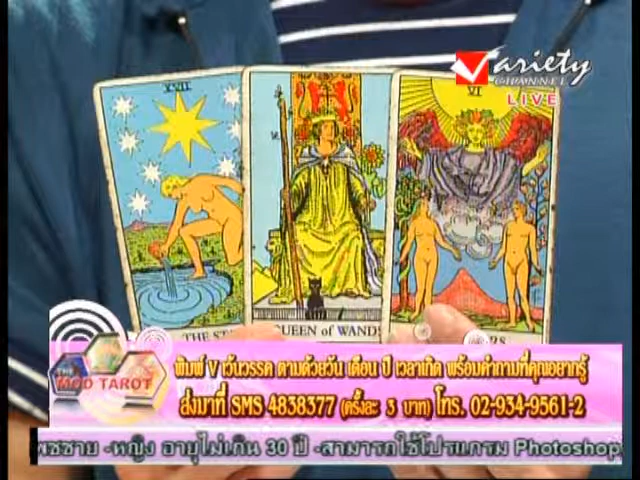 Variety
CHANNEL
LIVE
XVII
VI
THE ST
QUEEN of WANDS
RS
MOD TAROT
พิมพ์ V เว้นวรรค ตามด้วยวัน เดือน ปี เวลาเกิด พร้อมคำถามที่คุณอยากรู้
ส่งมาที่ SMS 4838377 (ครั้งละ 3 บาท) โทร. 02-934-9561-2
เพศชาย -หญิง อายุไม่เกิน 30 ปี -สามารถใช้โปรแกรม Photoshop